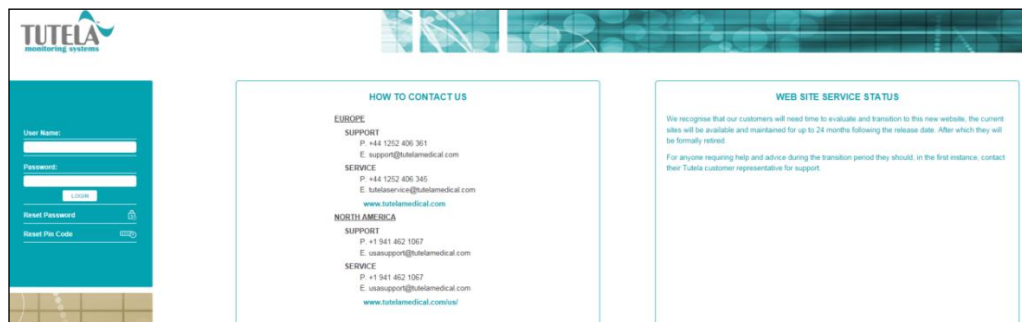 TUTELA
monitoring systems
User Name:
Password:
LOGIN
Reset Password
Reset Pin Code
HOW TO CONTACT US
EUROPE
SUPPORT
P. +44 1252 406 361
E. support@tutelamedical.com
SERVICE
P. +44 1252 406 345
E. tutelaservice@tutelamedical.com
www.tutelamedical.com
NORTH AMERICA
SUPPORT
P. +1 941 462 1067
E. usasupport@tutelamedical.com
SERVICE
P. +1 941 462 1067
E. usasupport@tutelamedical.com
www.tutelamedical.com/us/
WEB SITE SERVICE STATUS
We recognise that our customers will need time to evaluate and transition to this new website, the current
sites will be available and maintained for up to 24 months following the release date. After which they will
be formally retired.
For anyone requiring help and advice during the transition period they should, in the first instance, contact
their Tutela customer representative for support.